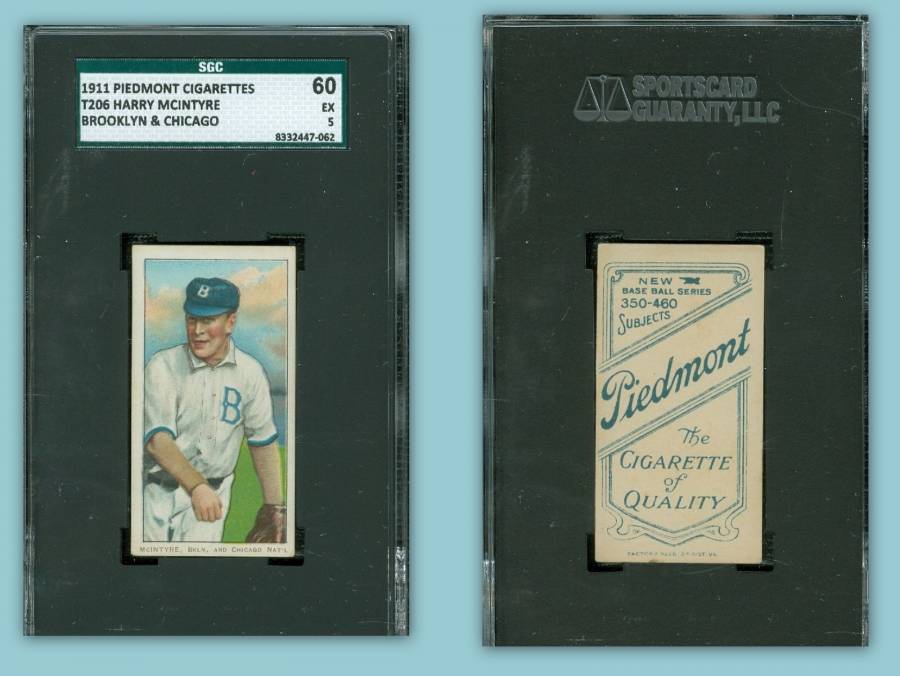 SGC
1911 PIEDMONT CIGARETTES 60
T206 HARRY MCINTYRE EX
BROOKLYN & CHICAGO 5
8332447-062
B
B
MCINTYRE, BKLN. AND CHICAGO NAT'L
SPORTSCARD
GUARANTY, LLC
NEW
BASE BALL SERIES
350-460
SUBJECTS
Piedmont
The
CIGARETTE
of
QUALITY